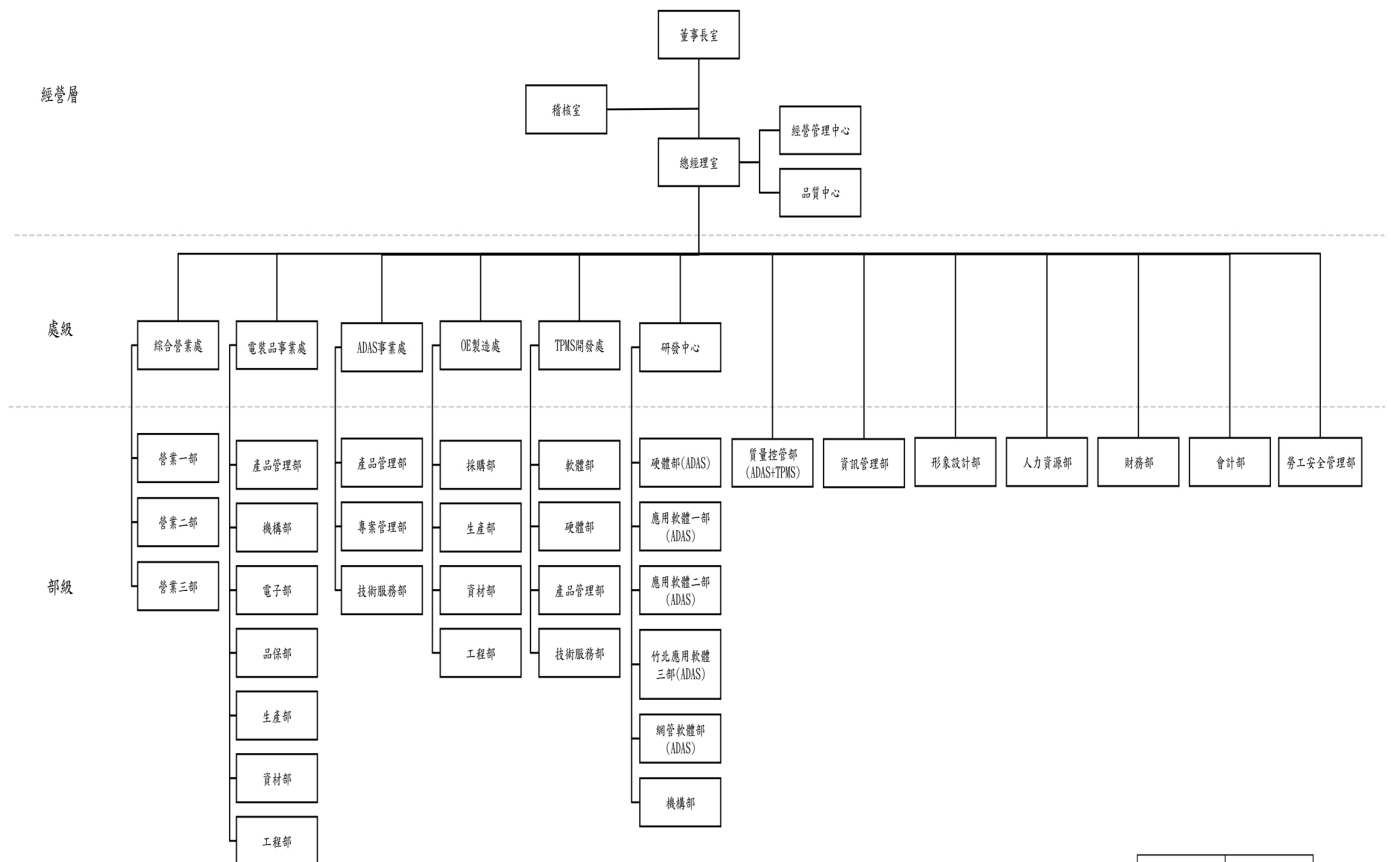 董事長室
經營層
稽核室
經營管理中心
總經理室
品質中心
處級
綜合營業處
電裝品事業處
ADAS事業處
OE製造處
TPMS開發處
研發中心
部級
營業一部
營業二部
營業三部
產品管理部
機構部
電子部
品保部
生產部
資材部
工程部
產品管理部
專案管理部
技術服務部
採購部
生產部
資材部
工程部
軟體部
硬體部
產品管理部
技術服務部
硬體部(ADAS)
應用軟體一部
(ADAS)
應用軟體二部
(ADAS)
竹北應用軟體
三部(ADAS)
網管軟體部
(ADAS)
機構部
質量控管部
(ADAS+TPMS)
資訊管理部
形象設計部
人力資源部
財務部
會計部
勞工安全管理部